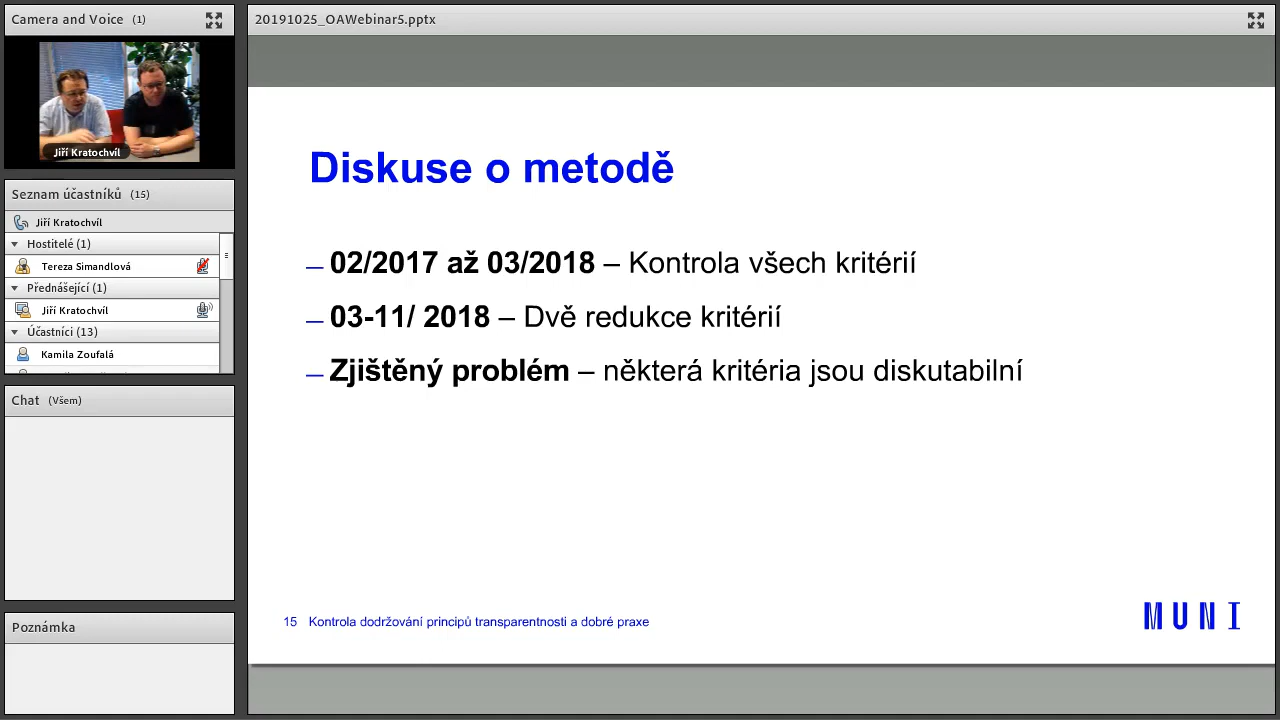 Camera and Voice (1)
Jiří Kratochvíl
Seznam účastníků (15)
Jiří Kratochvíl
Hostitelé (1)
Tereza Simandlová
Přednášející (1)
Jiří Kratochvíl
Účastníci (13)
Kamila Zoufalá
Chat (Všem)
Poznámka
20191025_OAWebinar5.pptx
Diskuse o metodě
– 02/2017 až 03/2018 – Kontrola všech kritérií
– 03-11/ 2018 – Dvě redukce kritérií
– Zjištěný problém – některá kritéria jsou diskutabilní
15 Kontrola dodržování principů transparentnosti a dobré praxe
MUNI